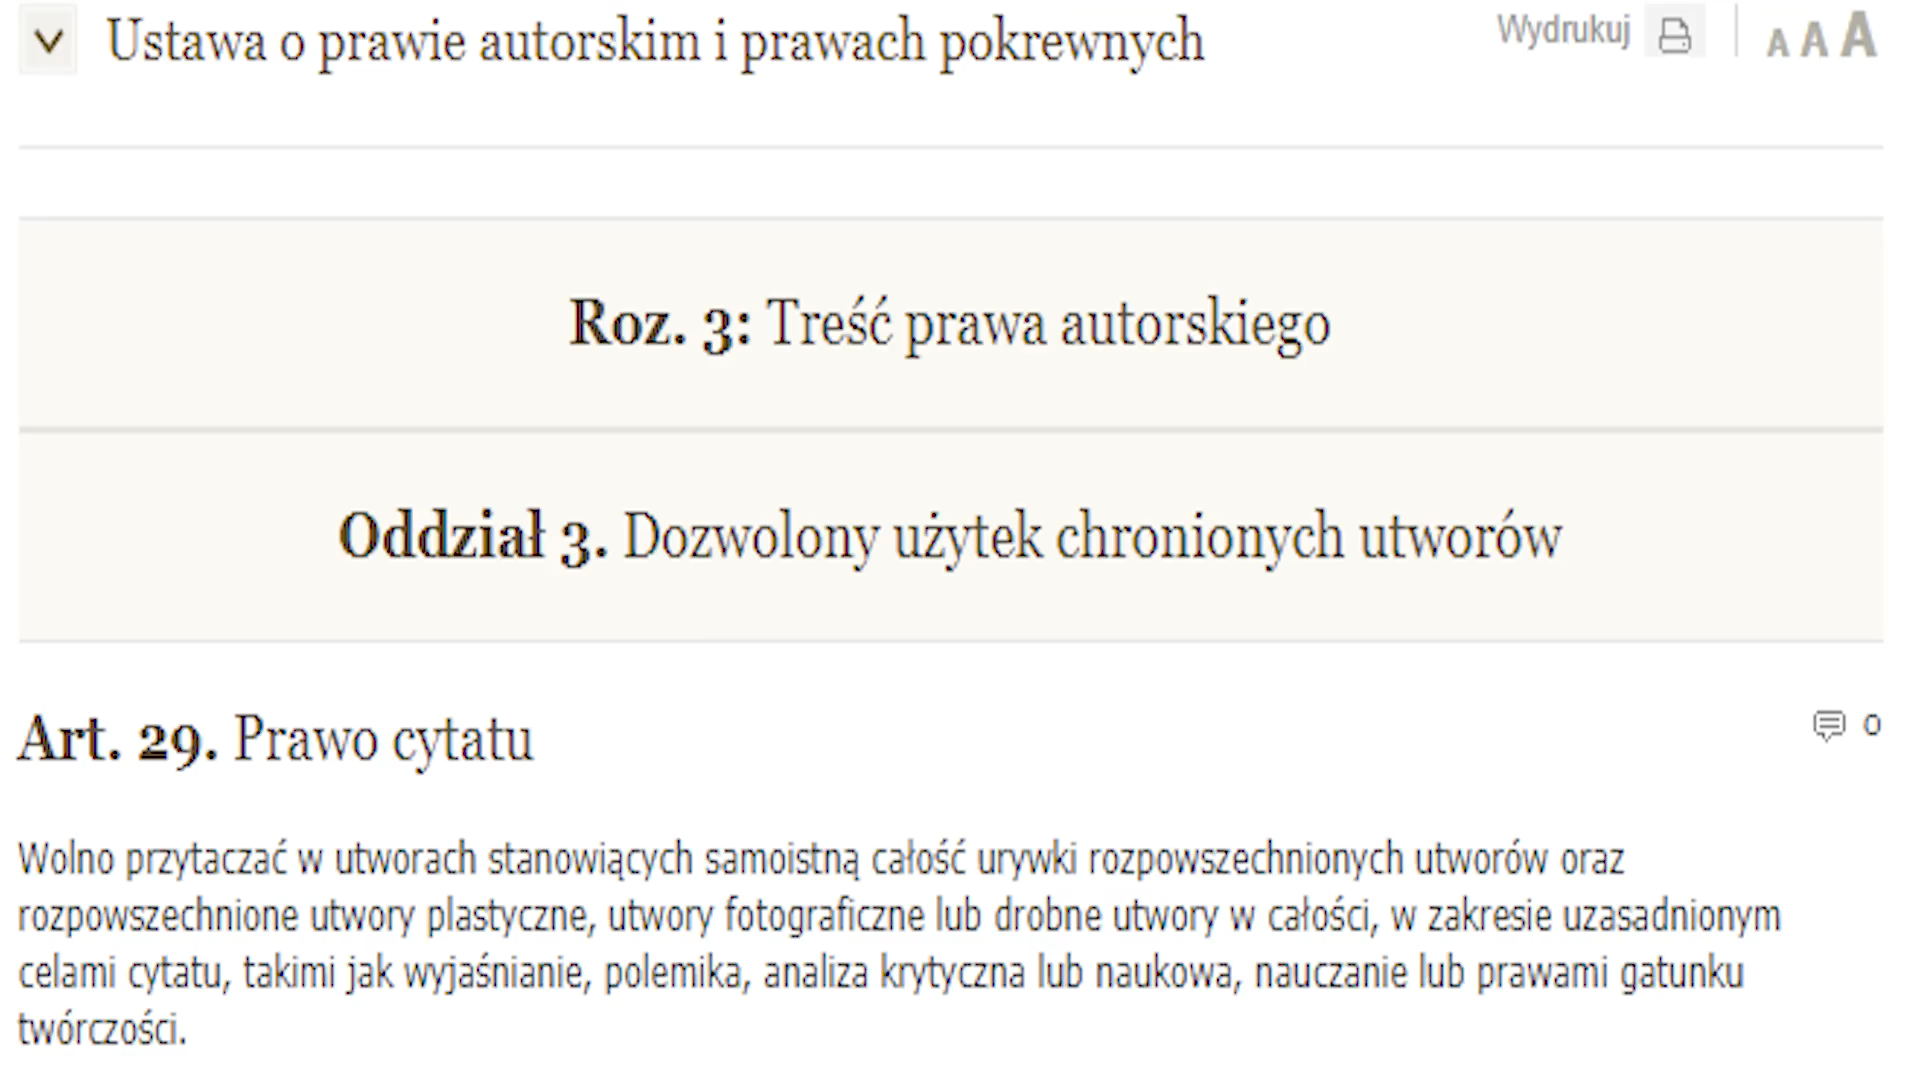 Ustawa o prawie autorskim i prawach pokrewnych
Wydrukuj
A A A
Roz. 3: Treść prawa autorskiego
Oddział 3. Dozwolony użytek chronionych utworów
Art. 29. Prawo cytatu
0
Wolno przytaczać w utworach stanowiących samoistną całość urywki rozpowszechnionych utworów oraz
rozpowszechnione utwory plastyczne, utwory fotograficzne lub drobne utwory w całości, w zakresie uzasadnionym
celami cytatu, takimi jak wyjaśnianie, polemika, analiza krytyczna lub naukowa, nauczanie lub prawami gatunku
twórczości.